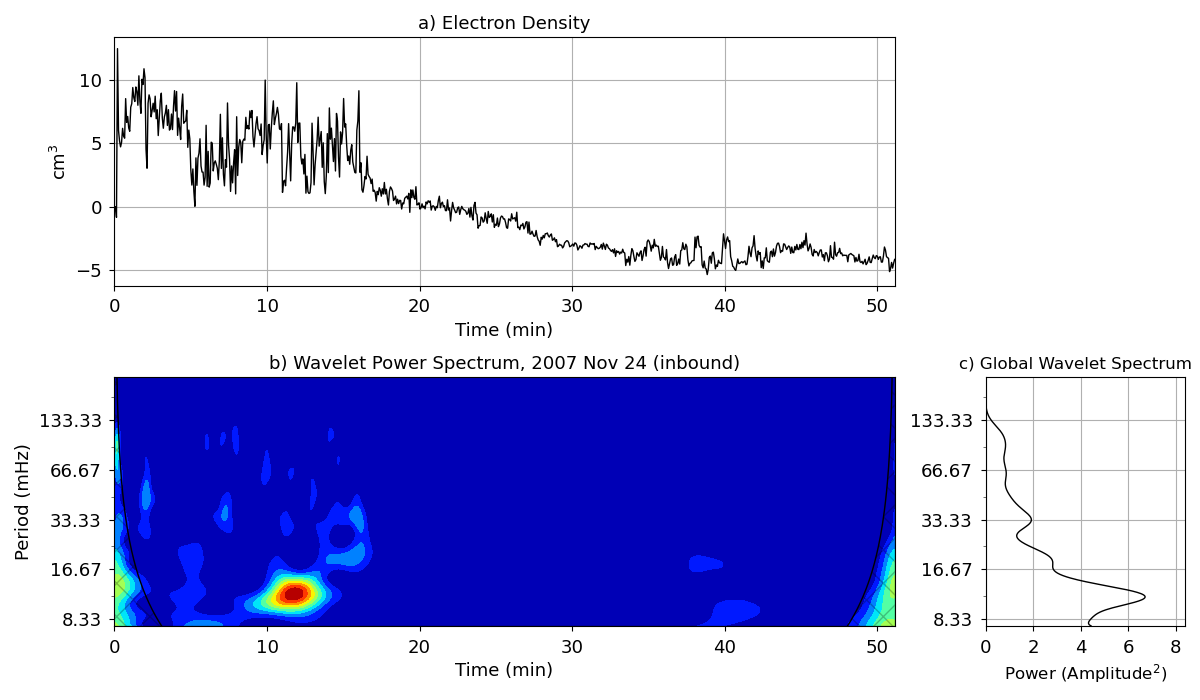 a) Electron Density
cm³
10
5
0
−5
0 10 20 30 40 50
Time (min)
b) Wavelet Power Spectrum, 2007 Nov 24 (inbound)
Period (mHz)
133.33
66.67
33.33
16.67
8.33
0 10 20 30 40 50
Time (min)
c) Global Wavelet Spectrum
133.33
66.67
33.33
16.67
8.33
0 2 4 6 8
Power (Amplitude²)